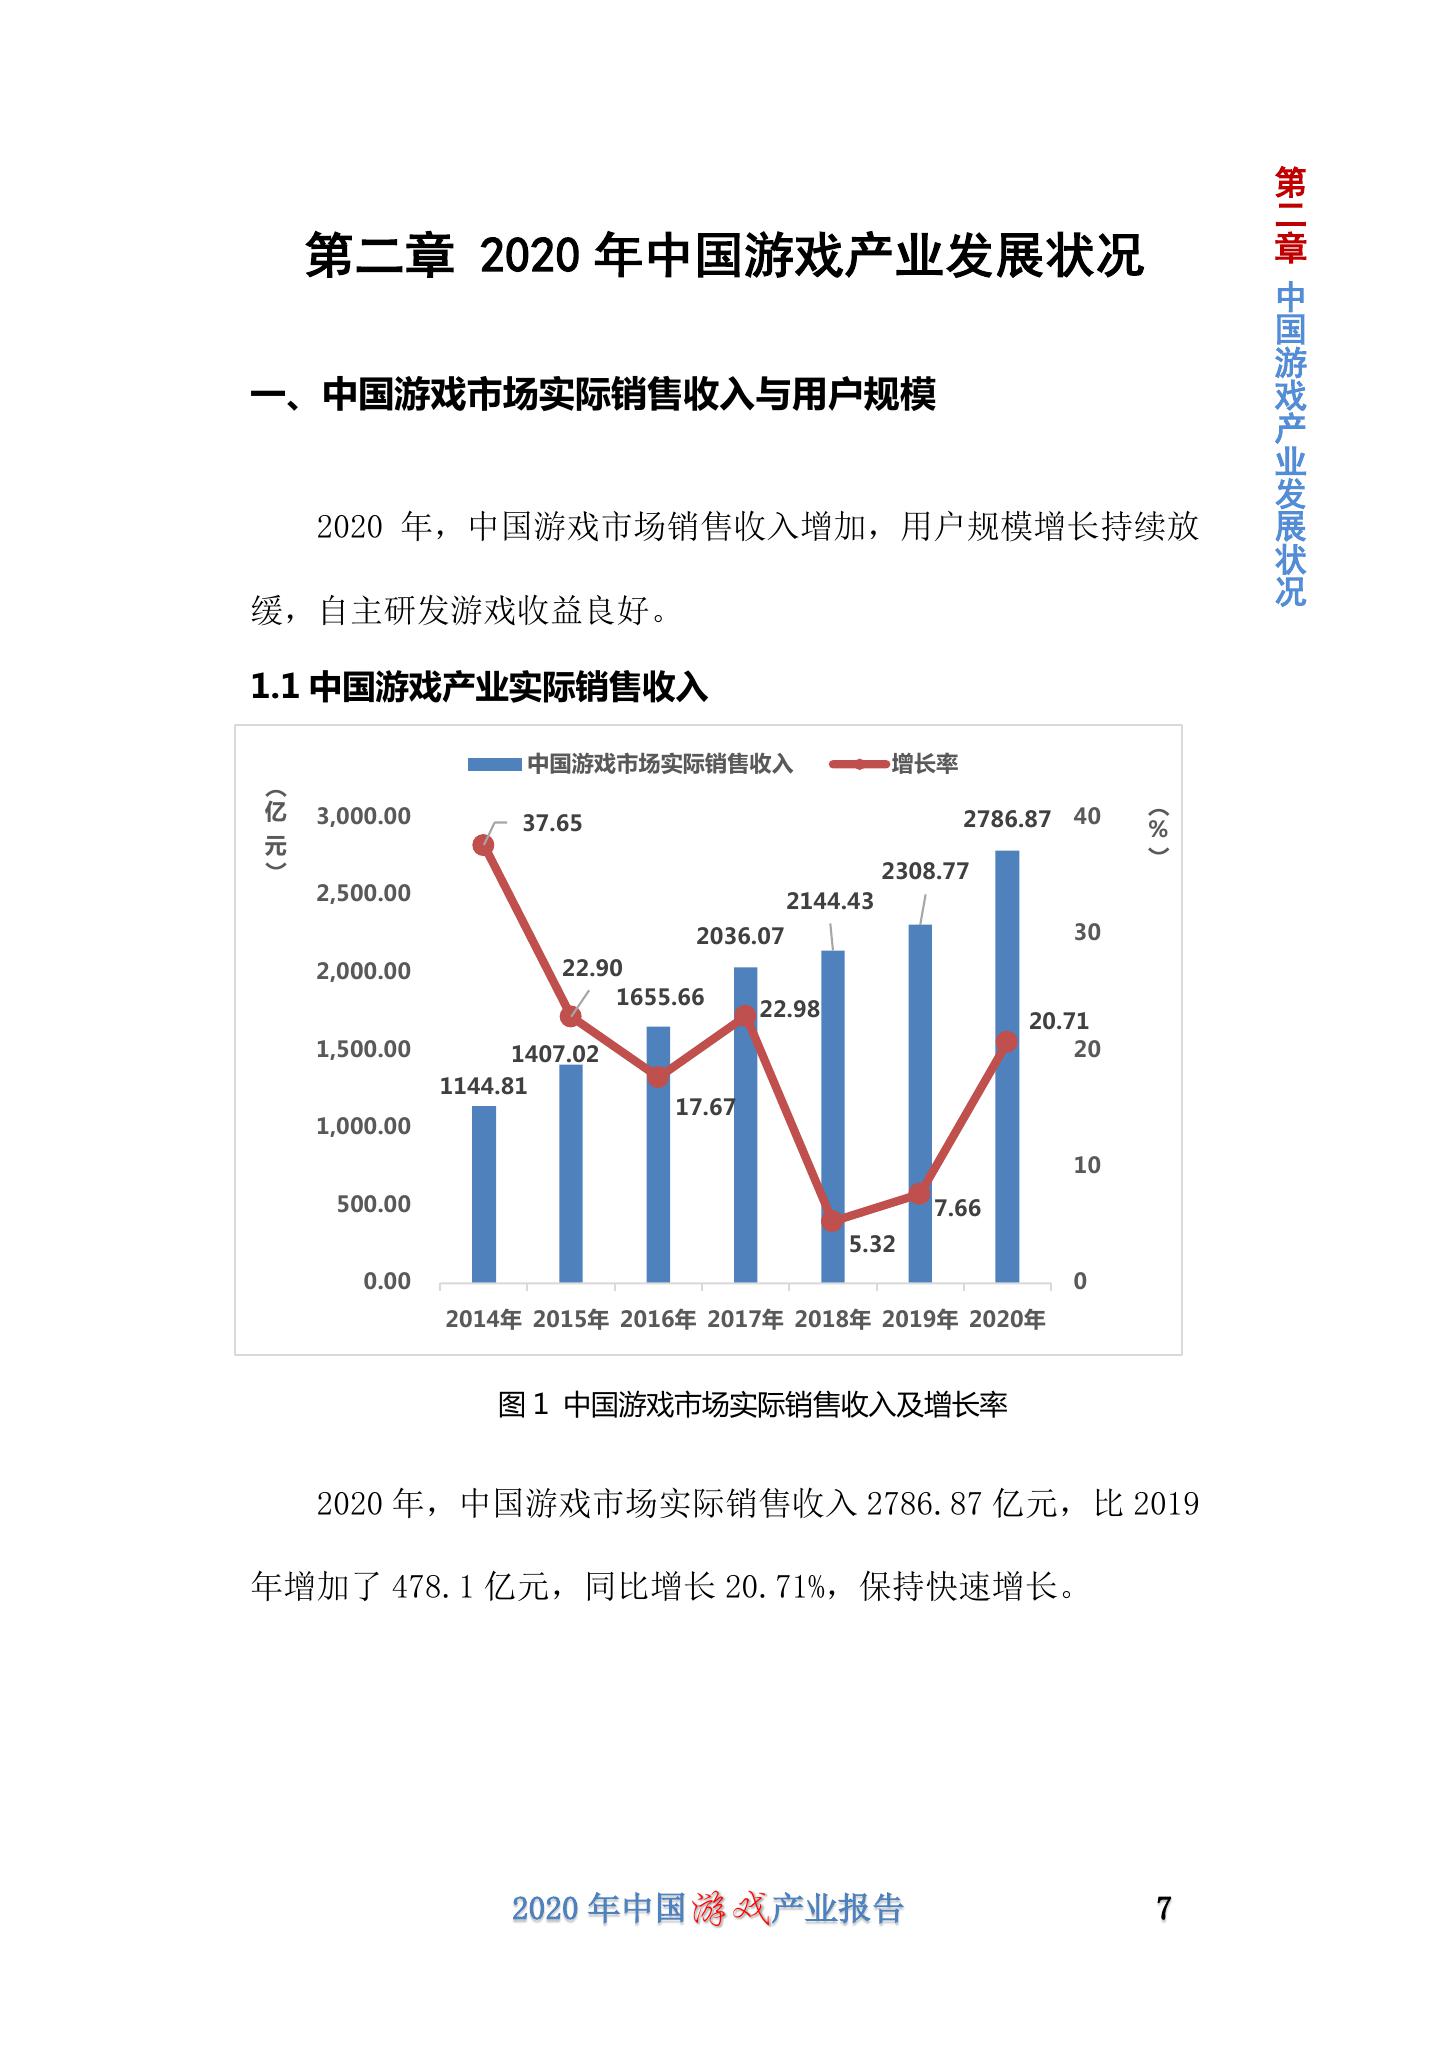 第二章 2020 年中国游戏产业发展状况
第二章 中国游戏产业发展状况
一、中国游戏市场实际销售收入与用户规模
2020 年，中国游戏市场销售收入增加，用户规模增长持续放
缓，自主研发游戏收益良好。
1.1 中国游戏产业实际销售收入
中国游戏市场实际销售收入 增长率
（亿元）
（%）
3,000.00
2,500.00
2,000.00
1,500.00
1,000.00
500.00
0.00
1144.81
1407.02
1655.66
2036.07
2144.43
2308.77
2786.87
37.65
22.90
17.67
22.98
5.32
7.66
20.71
40
30
20
10
0
2014年 2015年 2016年 2017年 2018年 2019年 2020年
图 1 中国游戏市场实际销售收入及增长率
2020 年，中国游戏市场实际销售收入 2786.87 亿元，比 2019
年增加了 478.1 亿元，同比增长 20.71%，保持快速增长。
2020 年中国游戏产业报告
7